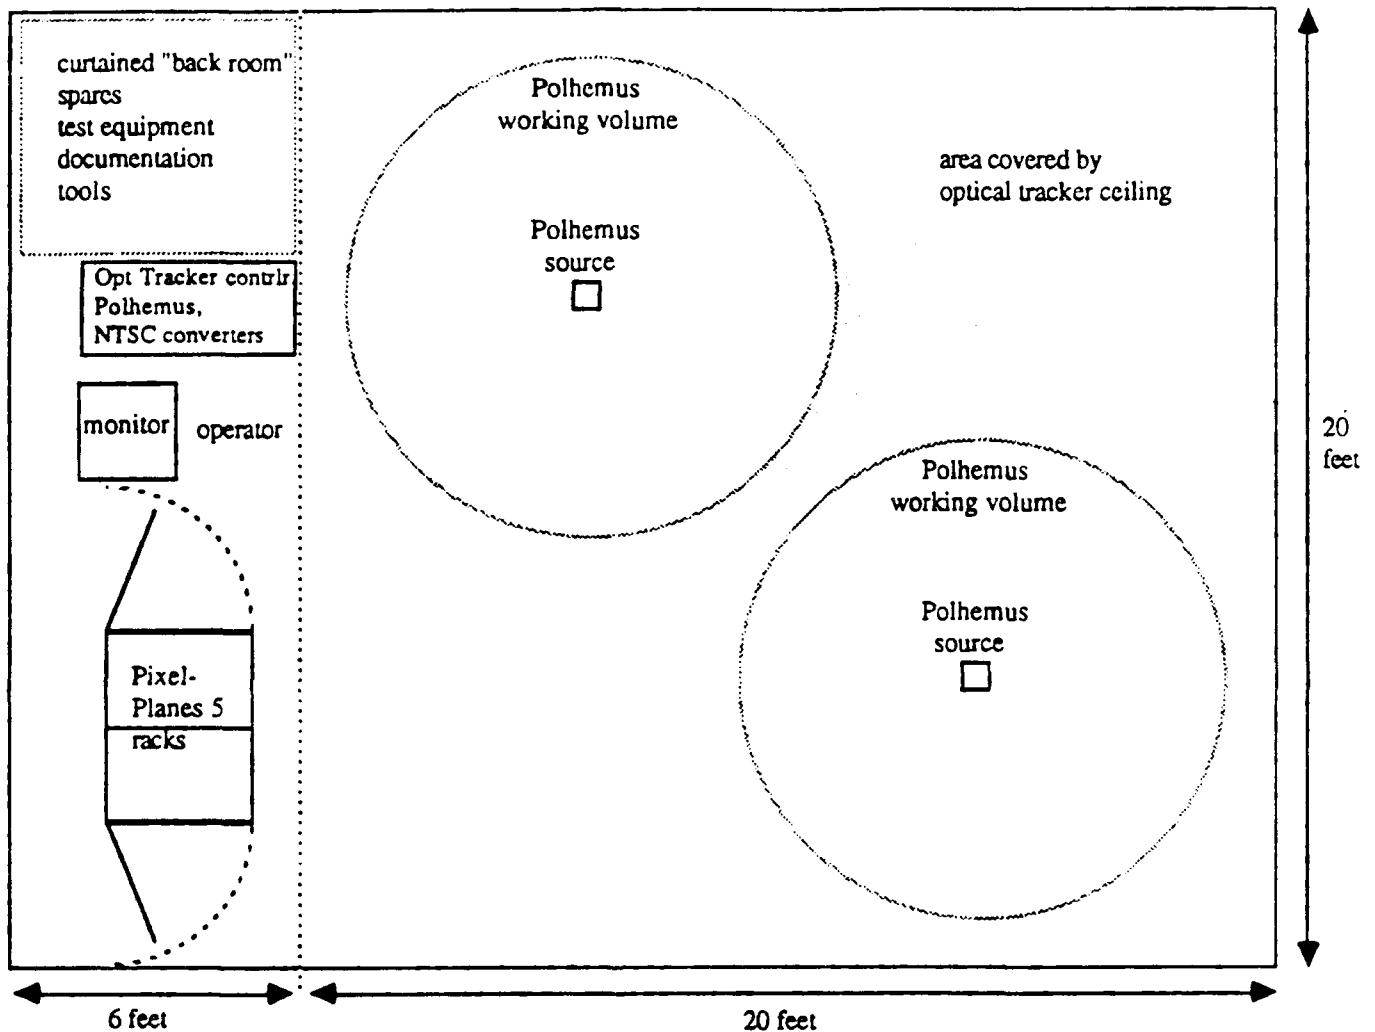 curtained "back room"
spares
test equipment
documentation
tools
Opt Tracker contrlr,
Polhemus,
NTSC converters
monitor
operator
Pixel-
Planes 5
racks
Polhemus
working volume
Polhemus
source
area covered by
optical tracker ceiling
Polhemus
working volume
Polhemus
source
20
feet
6 feet
20 feet